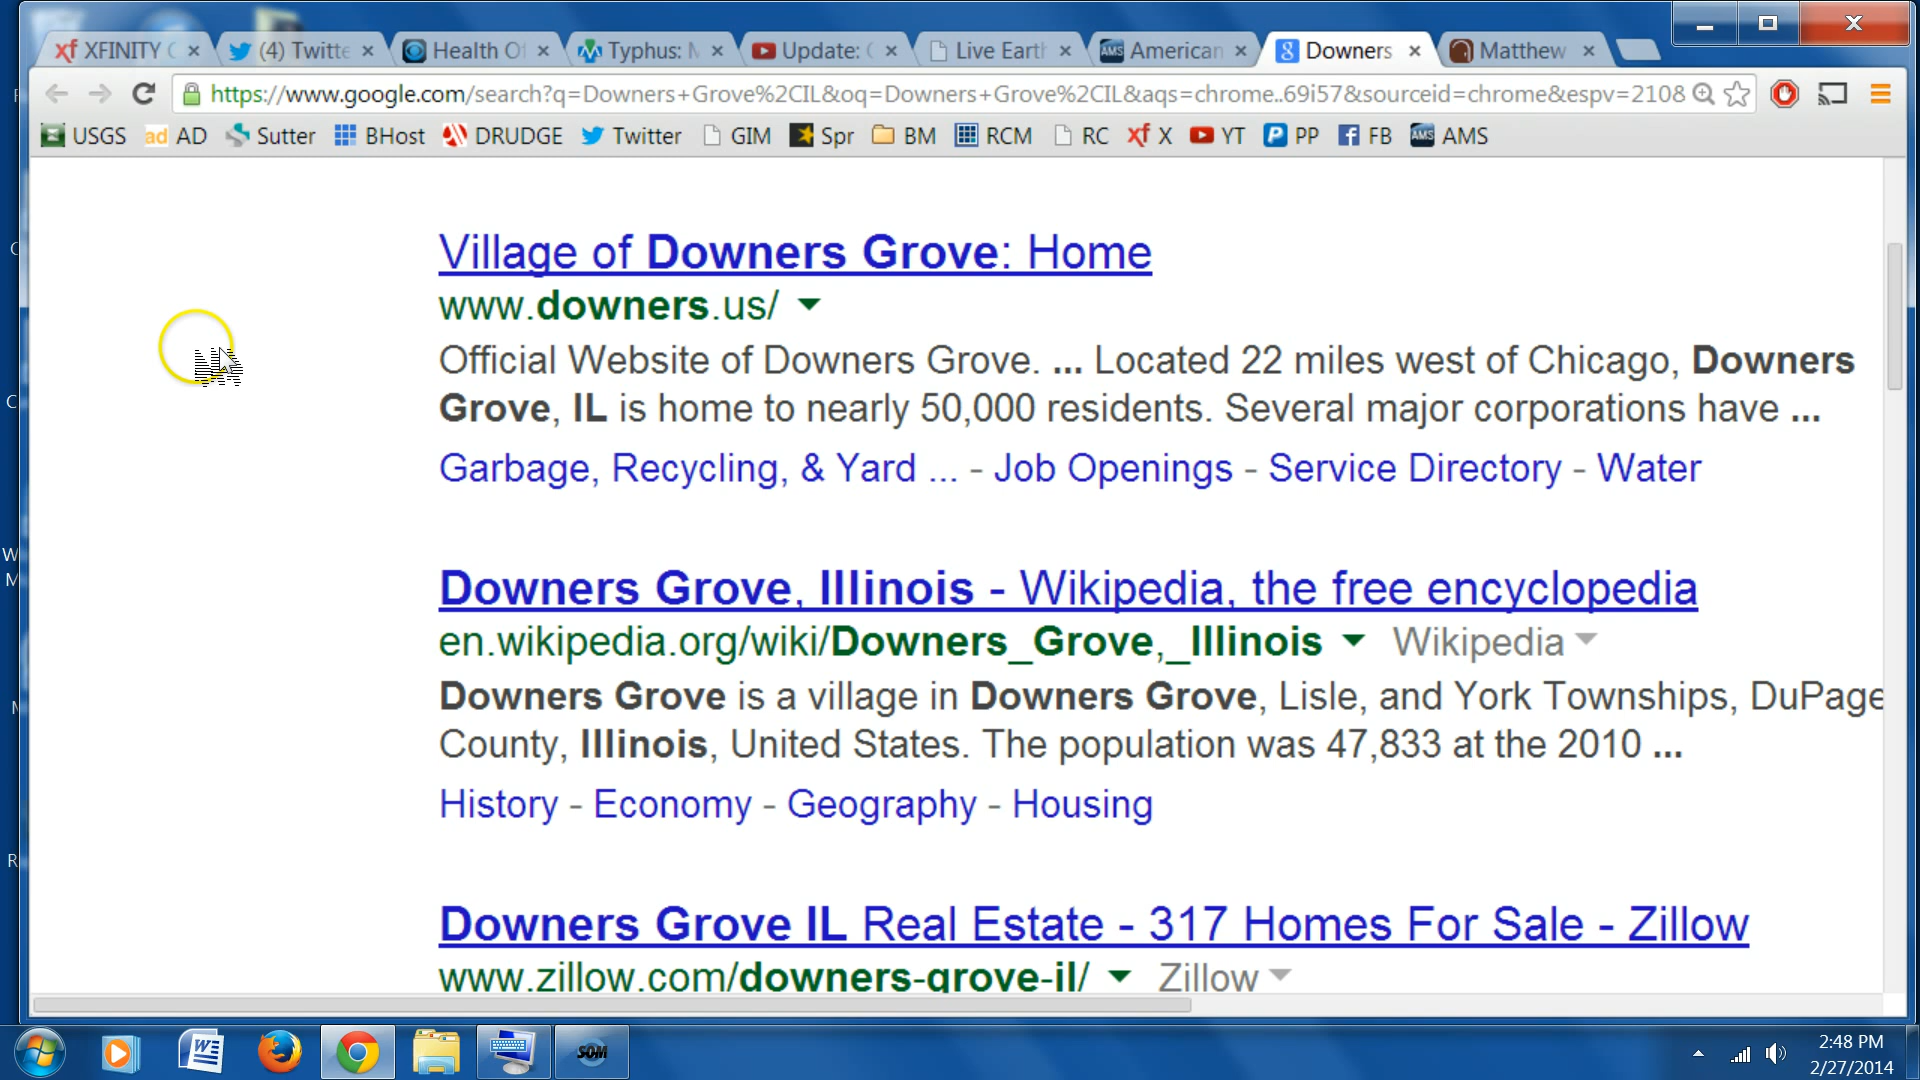 XFINITY
(4) Twitte
Health Of
Typhus: M
Update:
Live Earth
American
Downers
Matthew
https://www.google.com/search?q=Downers+Grove%2CIL&oq=Downers+Grove%2CIL&aqs=chrome..69i57&sourceid=chrome&espv=2108
USGS AD Sutter BHost DRUDGE Twitter GIM Spr BM RCM RC X YT PP FB AMS
Village of Downers Grove: Home
www.downers.us/
Official Website of Downers Grove. ... Located 22 miles west of Chicago, Downers
Grove, IL is home to nearly 50,000 residents. Several major corporations have ...
Garbage, Recycling, & Yard ... - Job Openings - Service Directory - Water
Downers Grove, Illinois - Wikipedia, the free encyclopedia
en.wikipedia.org/wiki/Downers_Grove,_Illinois Wikipedia
Downers Grove is a village in Downers Grove, Lisle, and York Townships, DuPage
County, Illinois, United States. The population was 47,833 at the 2010 ...
History - Economy - Geography - Housing
Downers Grove IL Real Estate - 317 Homes For Sale - Zillow
www.zillow.com/downers-grove-il/ Zillow
SOM
2:48 PM
2/27/2014